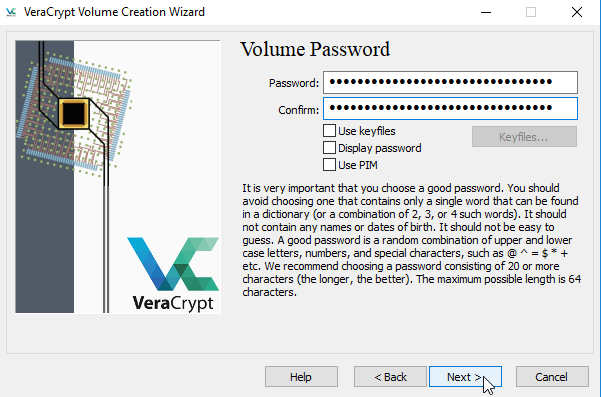 VeraCrypt Volume Creation Wizard
Volume Password
Password: ••••••••••••••••••••••••••••••••
Confirm: ••••••••••••••••••••••••••••••••
Use keyfiles
Keyfiles...
Display password
Use PIM
It is very important that you choose a good password. You should
avoid choosing one that contains only a single word that can be found
in a dictionary (or a combination of 2, 3, or 4 such words). It should
not contain any names or dates of birth. It should not be easy to
guess. A good password is a random combination of upper and lower
case letters, numbers, and special characters, such as @ ^ = $ * +
etc. We recommend choosing a password consisting of 20 or more
characters (the longer, the better). The maximum possible length is 64
characters.
VeraCrypt
Help
< Back
Next >
Cancel